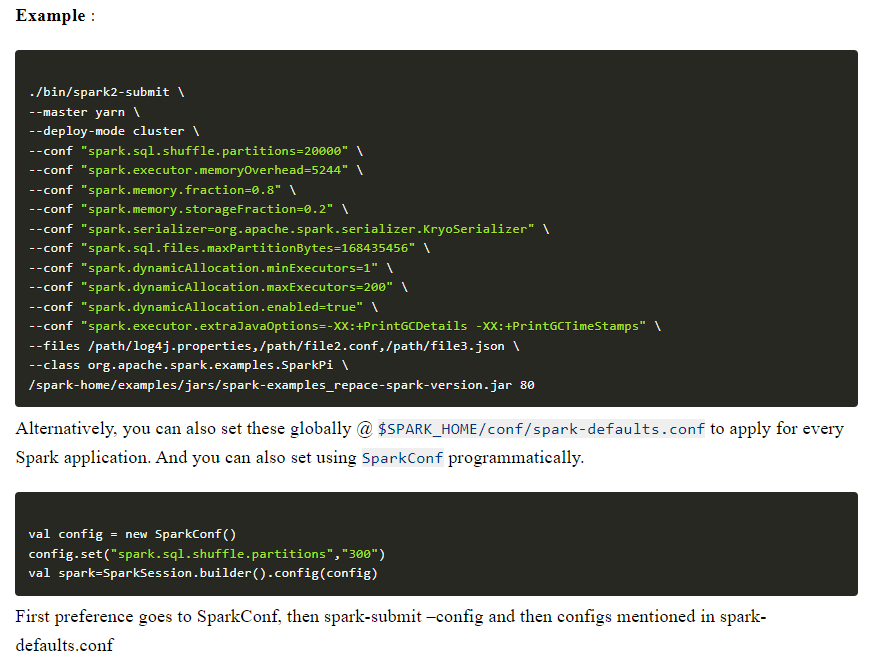 Example :
./bin/spark2-submit \
--master yarn \
--deploy-mode cluster \
--conf "spark.sql.shuffle.partitions=20000" \
--conf "spark.executor.memoryOverhead=5244" \
--conf "spark.memory.fraction=0.8" \
--conf "spark.memory.storageFraction=0.2" \
--conf "spark.serializer=org.apache.spark.serializer.KryoSerializer" \
--conf "spark.sql.files.maxPartitionBytes=168435456" \
--conf "spark.dynamicAllocation.minExecutors=1" \
--conf "spark.dynamicAllocation.maxExecutors=200" \
--conf "spark.dynamicAllocation.enabled=true" \
--conf "spark.executor.extraJavaOptions=-XX:+PrintGCDetails -XX:+PrintGCTimeStamps" \
--files /path/log4j.properties,/path/file2.conf,/path/file3.json \
--class org.apache.spark.examples.SparkPi \
/spark-home/examples/jars/spark-examples_repace-spark-version.jar 80
Alternatively, you can also set these globally @ $SPARK_HOME/conf/spark-defaults.conf to apply for every
Spark application. And you can also set using SparkConf programmatically.
val config = new SparkConf()
config.set("spark.sql.shuffle.partitions","300")
val spark=SparkSession.builder().config(config)
First preference goes to SparkConf, then spark-submit –config and then configs mentioned in spark-
defaults.conf